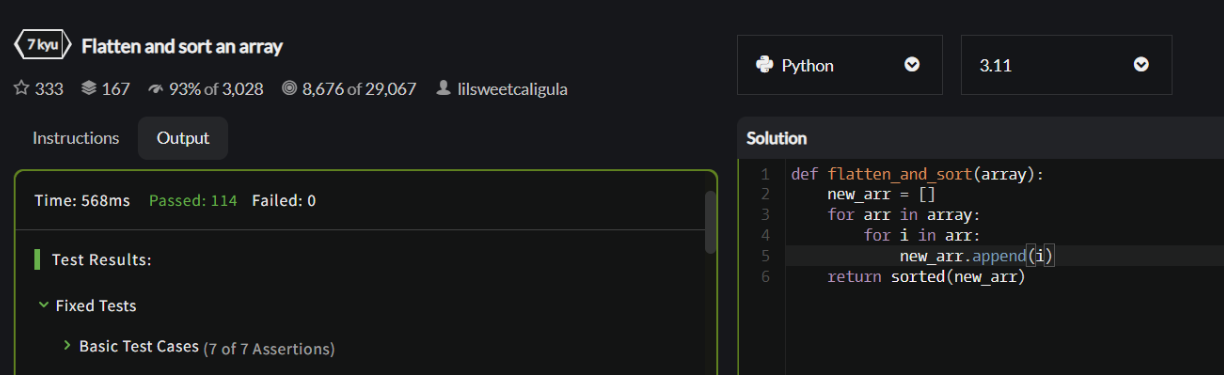 7 kyu Flatten and sort an array
333 167 93% of 3,028 8,676 of 29,067 lilsweetcaligula
Instructions Output
Time: 568ms Passed: 114 Failed: 0
Test Results:
Fixed Tests
Basic Test Cases (7 of 7 Assertions)
Python 3.11
Solution
1 def flatten_and_sort(array):
2     new_arr = []
3     for arr in array:
4         for i in arr:
5             new_arr.append(i)
6     return sorted(new_arr)